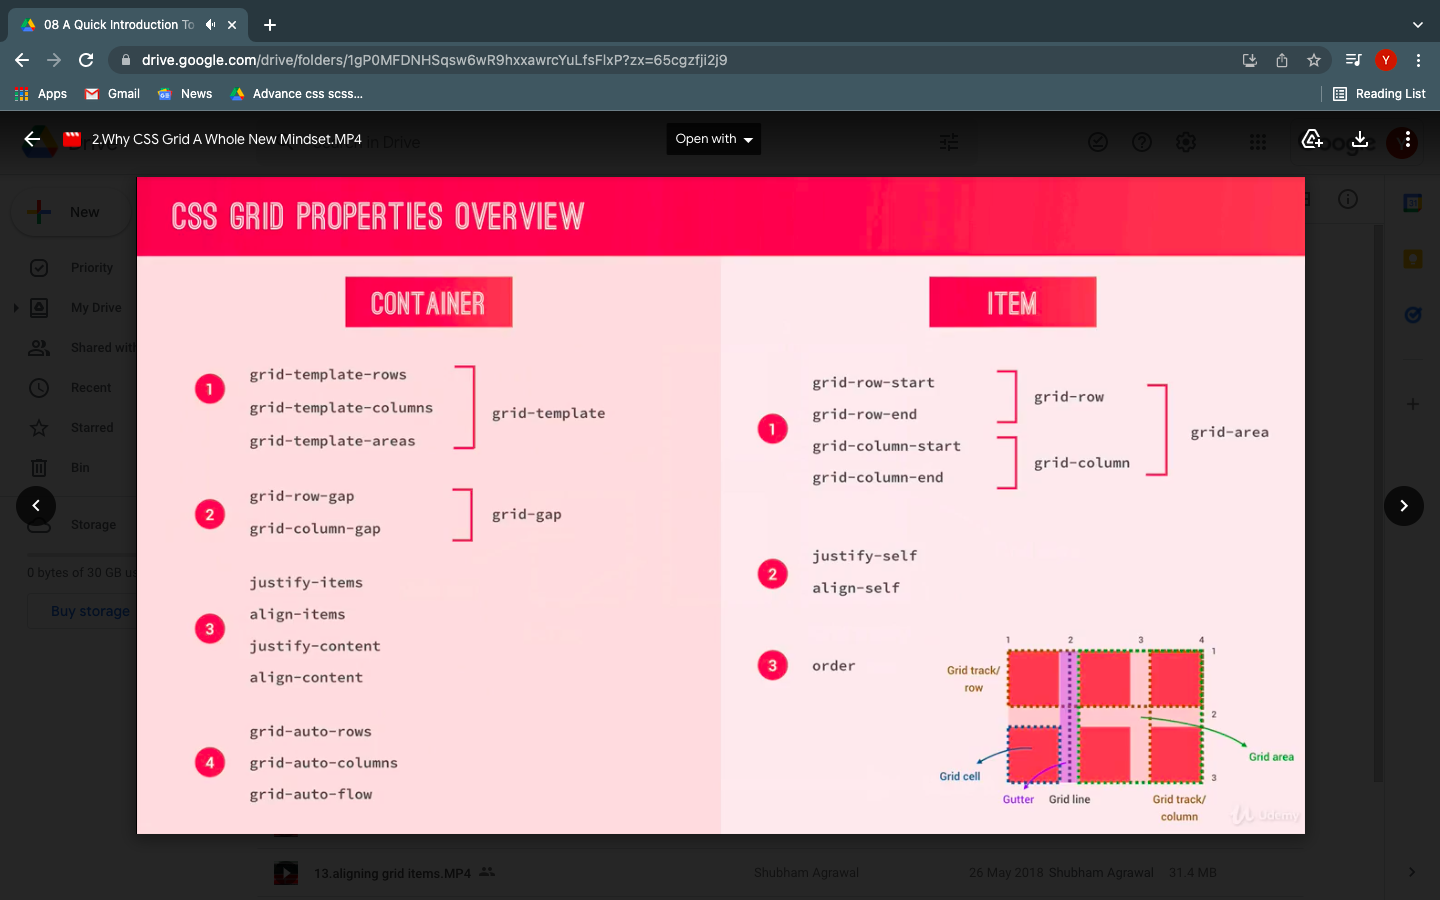 08 A Quick Introduction To
drive.google.com/drive/folders/1gP0MFDNHSqsw6wR9hxxawrcYuLfsFlxP?zx=65cgzfji2j9
Y
Apps
Gmail
News
Advance css scss...
Reading List
2.Why CSS Grid A Whole New Mindset.MP4
in Drive
Open with
New
Priority
My Drive
Shared with
Recent
Starred
Bin
Storage
0 bytes of 30 GB us
Buy storage
CSS GRID PROPERTIES OVERVIEW
CONTAINER
1
grid-template-rows
grid-template-columns
grid-template-areas
grid-template
2
grid-row-gap
grid-column-gap
grid-gap
3
justify-items
align-items
justify-content
align-content
4
grid-auto-rows
grid-auto-columns
grid-auto-flow
ITEM
1
grid-row-start
grid-row-end
grid-column-start
grid-column-end
grid-row
grid-column
grid-area
2
justify-self
align-self
3
order
1 2 3 4
1
2
3
Grid track/
row
Grid area
Grid cell
Gutter
Grid line
Grid track/
column
Udemy
13.aligning grid items.MP4
Shubham Agrawal
26 May 2018 Shubham Agrawal
31.4 MB